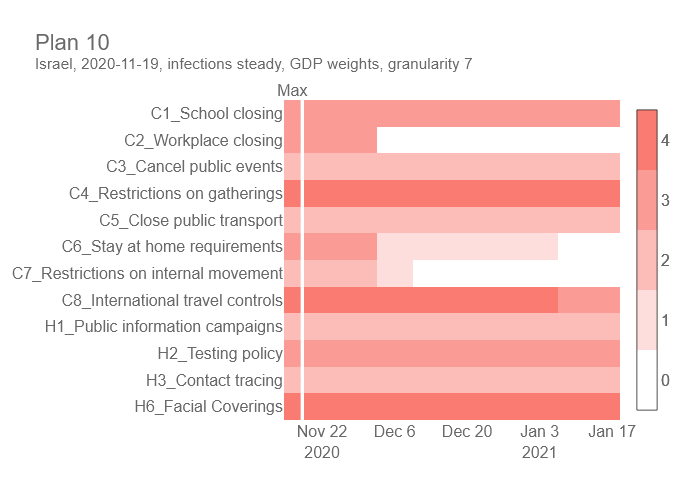 Plan 10
Israel, 2020-11-19, infections steady, GDP weights, granularity 7
Max
C1_School closing
C2_Workplace closing
C3_Cancel public events
C4_Restrictions on gatherings
C5_Close public transport
C6_Stay at home requirements
C7_Restrictions on internal movement
C8_International travel controls
H1_Public information campaigns
H2_Testing policy
H3_Contact tracing
H6_Facial Coverings
4
3
2
1
0
Nov 22 Dec 6 Dec 20 Jan 3 Jan 17
2020 2021